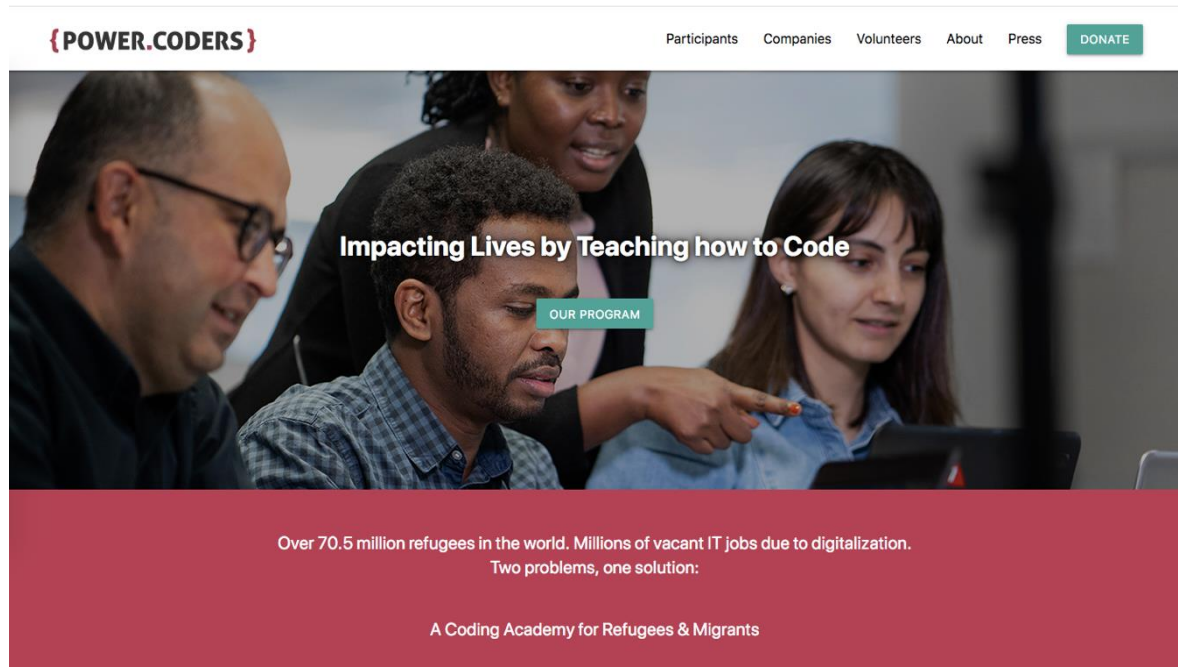 {POWER.CODERS}
Participants Companies Volunteers About Press DONATE
Impacting Lives by Teaching how to Code
OUR PROGRAM
Over 70.5 million refugees in the world. Millions of vacant IT jobs due to digitalization.
Two problems, one solution:
A Coding Academy for Refugees & Migrants